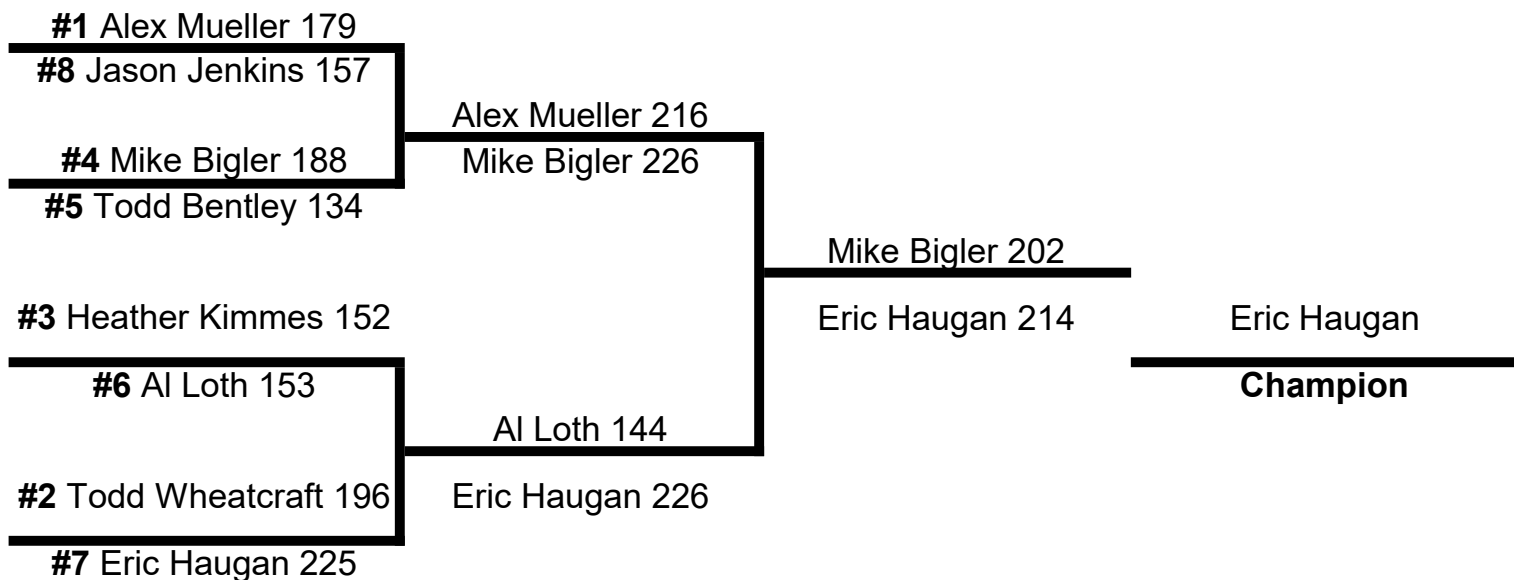 #1 Alex Mueller 179
#8 Jason Jenkins 157
Alex Mueller 216
#4 Mike Bigler 188
Mike Bigler 226
#5 Todd Bentley 134
Mike Bigler 202
#3 Heather Kimmes 152
Eric Haugan 214
Eric Haugan
#6 Al Loth 153
Champion
Al Loth 144
#2 Todd Wheatcraft 196
Eric Haugan 226
#7 Eric Haugan 225